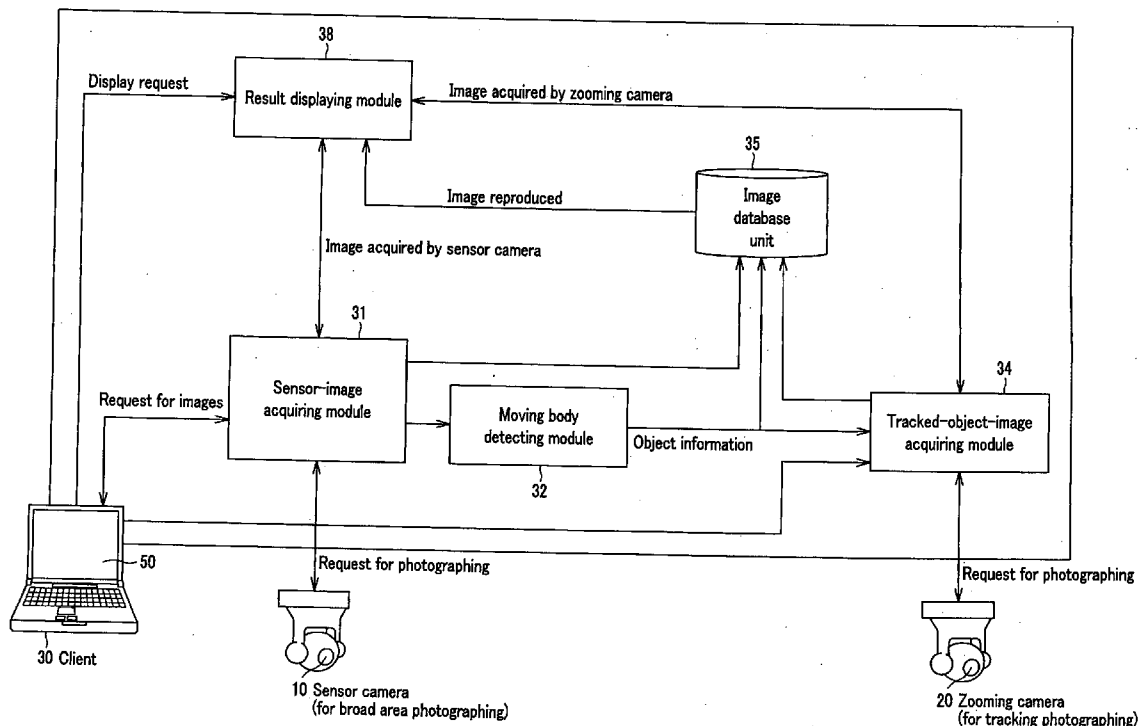 38
Display request
Result displaying module
Image acquired by zooming camera
35
Image reproduced
Image
database
unit
Image acquired by sensor camera
31
Sensor-image
acquiring module
Request for images
Moving body
detecting module
32
Object information
34
Tracked-object-image
acquiring module
50
Request for photographing
Request for photographing
30 Client
10 Sensor camera
(for broad area photographing)
20 Zooming camera
(for tracking photographing)